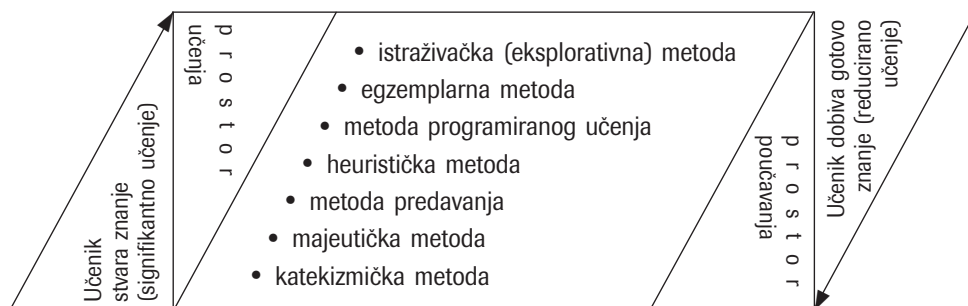 Učenik
stvara znanje
(signifikantno učenje)
prostor
učenja
• istraživačka (eksplorativna) metoda
• egzemplarna metoda
• metoda programiranog učenja
• heuristička metoda
• metoda predavanja
• majeutička metoda
• katekizmička metoda
prostor
poučavanja
Učenik dobiva gotovo
znanje (reducirano
učenje)